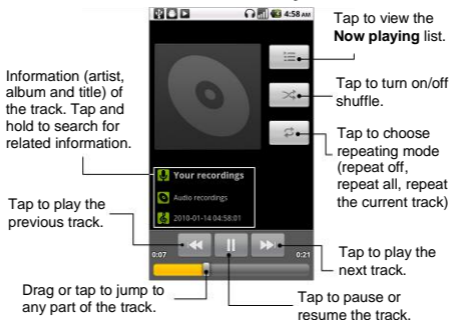 4:58 AM
Tap to view the
Now playing list.
Information (artist,
album and title) of
the track. Tap and
hold to search for
related information.
Tap to turn on/off
shuffle.
Tap to choose
repeating mode
(repeat off,
repeat all, repeat
the current track)
Your recordings
Audio recordings
2010-01-14 04:58:01
Tap to play the
previous track.
0:07
0:21
Tap to play the
next track.
Drag or tap to jump to
any part of the track.
Tap to pause or
resume the track.